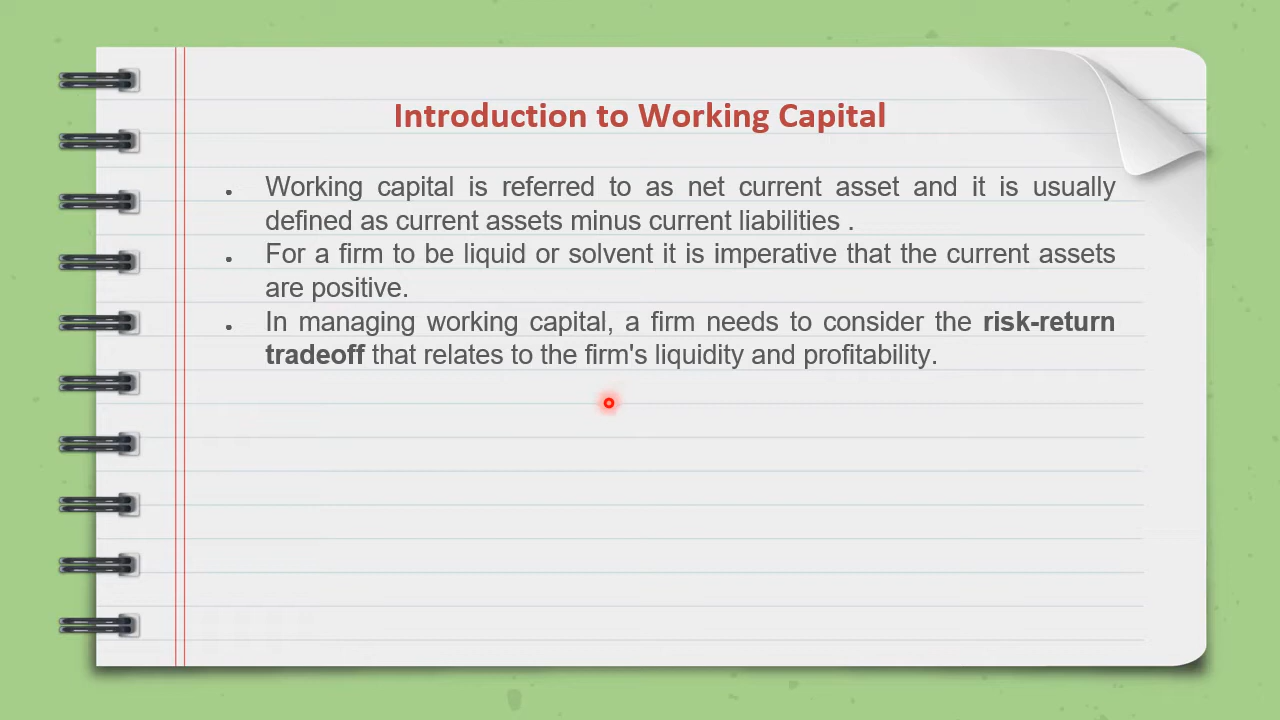 Introduction to Working Capital
. Working capital is referred to as net current asset and it is usually
defined as current assets minus current liabilities .
. For a firm to be liquid or solvent it is imperative that the current assets
are positive.
. In managing working capital, a firm needs to consider the risk-return
tradeoff that relates to the firm's liquidity and profitability.